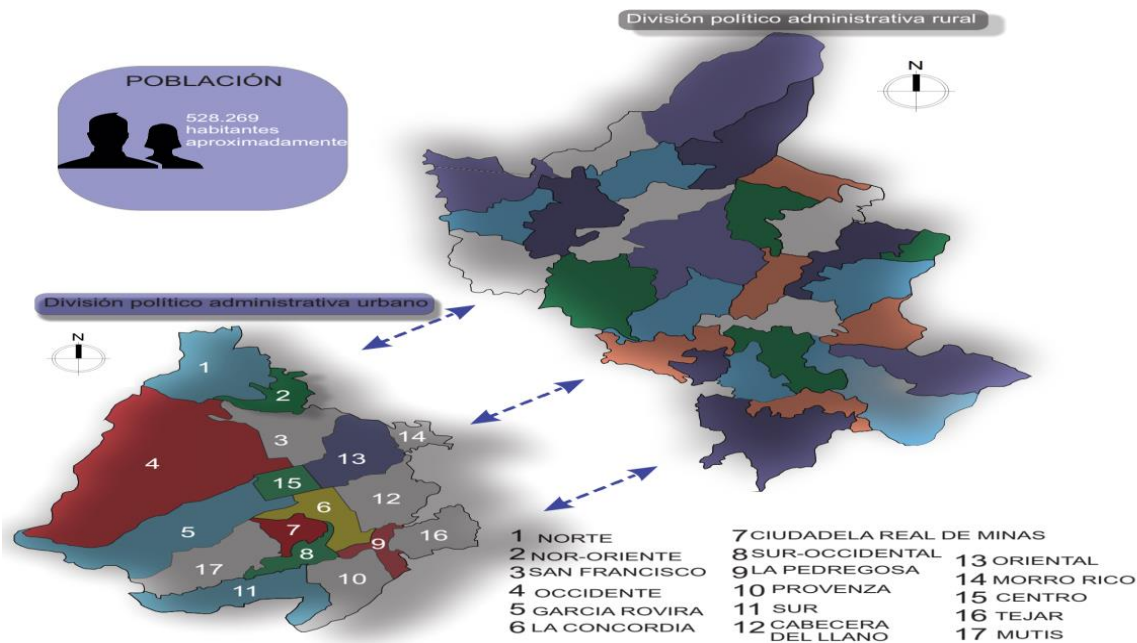 División político administrativa rural
N
POBLACIÓN
528.269
habitantes
aproximadamente
División político administrativa urbano
N
1
2
3
14
4
13
15
12
6
5
7
16
9
8
17
10
11
1 NORTE
2 NOR-ORIENTE
3 SAN FRANCISCO
4 OCCIDENTE
5 GARCIA ROVIRA
6 LA CONCORDIA
7 CIUDADELA REAL DE MINAS
8 SUR-OCCIDENTAL
9 LA PEDREGOSA
10 PROVENZA
11 SUR
12 CABECERA
DEL LLANO
13 ORIENTAL
14 MORRO RICO
15 CENTRO
16 TEJAR
17 MUTIS